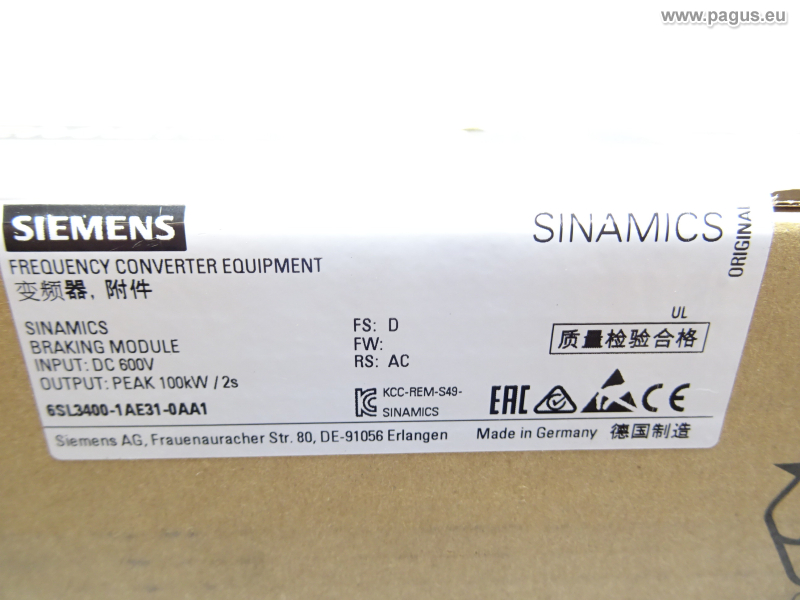 www.pagus.eu
SIEMENS
SINAMICS
ORIGINAL
FREQUENCY CONVERTER EQUIPMENT
变频器, 附件
SINAMICS
BRAKING MODULE
INPUT: DC 600V
OUTPUT: PEAK 100kW / 2s
6SL3400-1AE31-0AA1
FS: D
FW:
RS: AC
UL
质量检验合格
KCC-REM-S49-
SINAMICS
EAC
CE
Siemens AG, Frauenauracher Str. 80, DE-91056 Erlangen
Made in Germany 德国制造